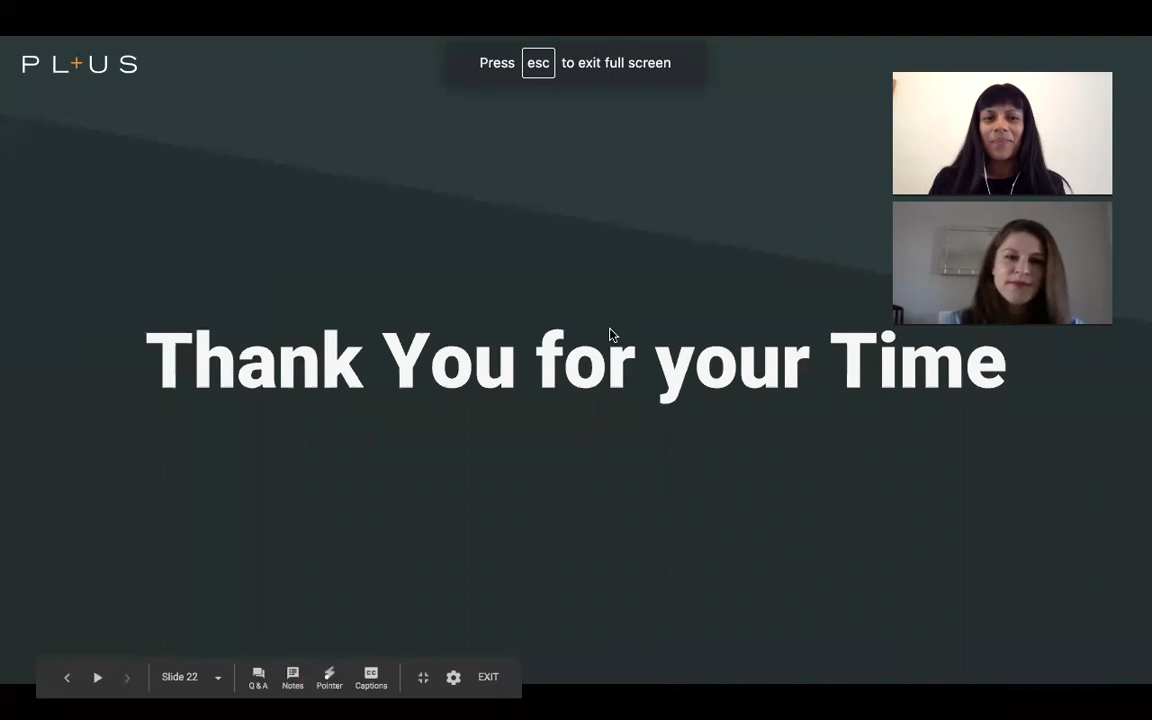 PL+US
Press esc to exit full screen
Thank You for your Time
Slide 22
Q&A
Notes
Pointer
CC
Captions
EXIT